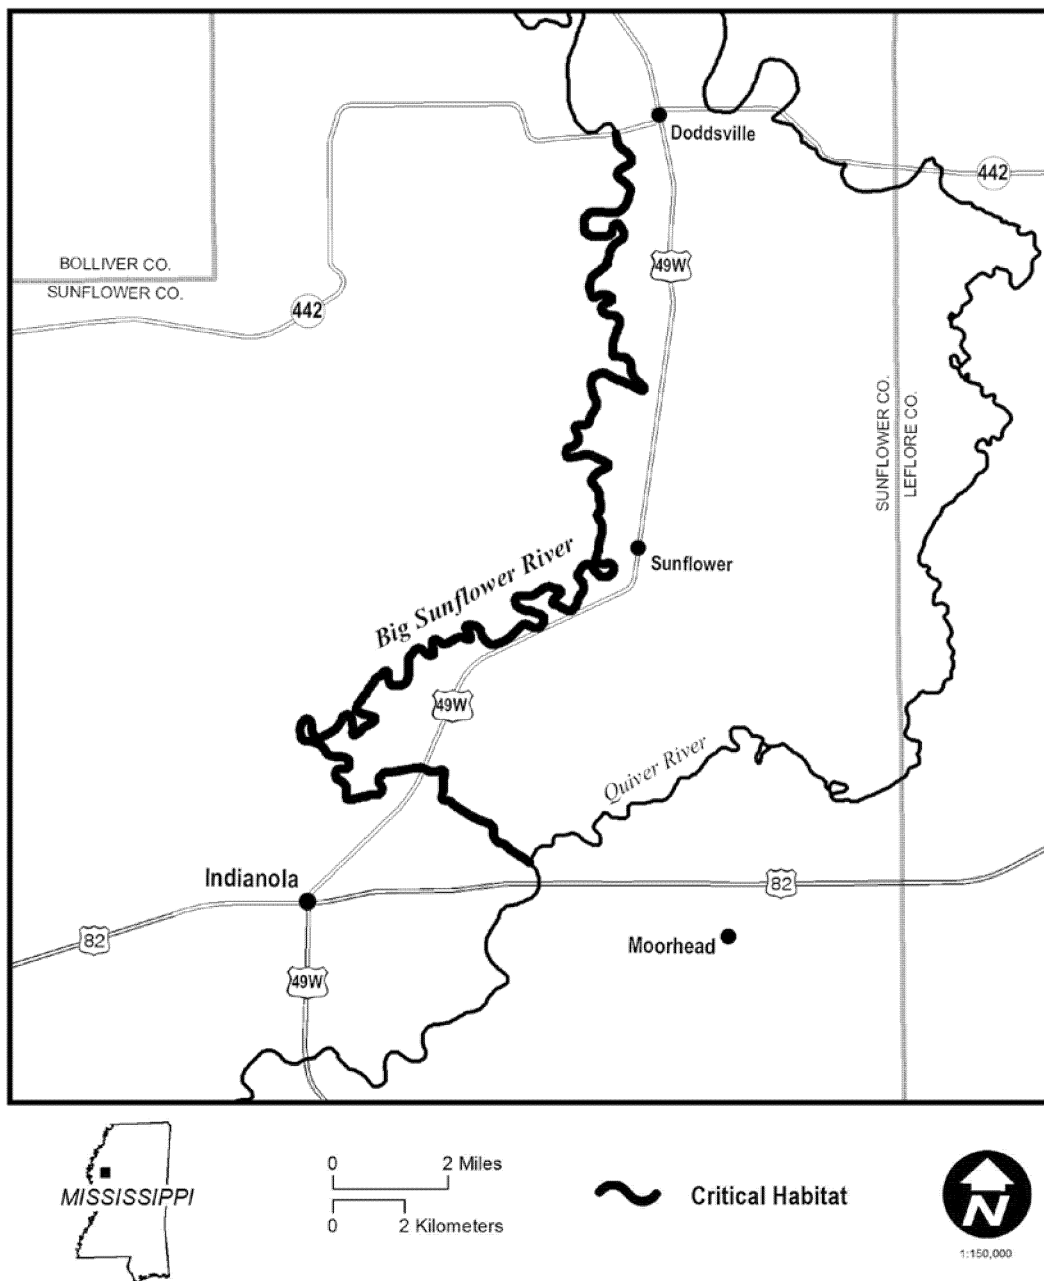 Doddsville
442
49W
BOLLIVER CO.
SUNFLOWER CO.
442
SUNFLOWER CO.
LEFLORE CO.
Big Sunflower River
Sunflower
49W
Quiver River
Indianola
82
82
Moorhead
49W
MISSISSIPPI
0 2 Miles
0 2 Kilometers
Critical Habitat
N
1:150,000